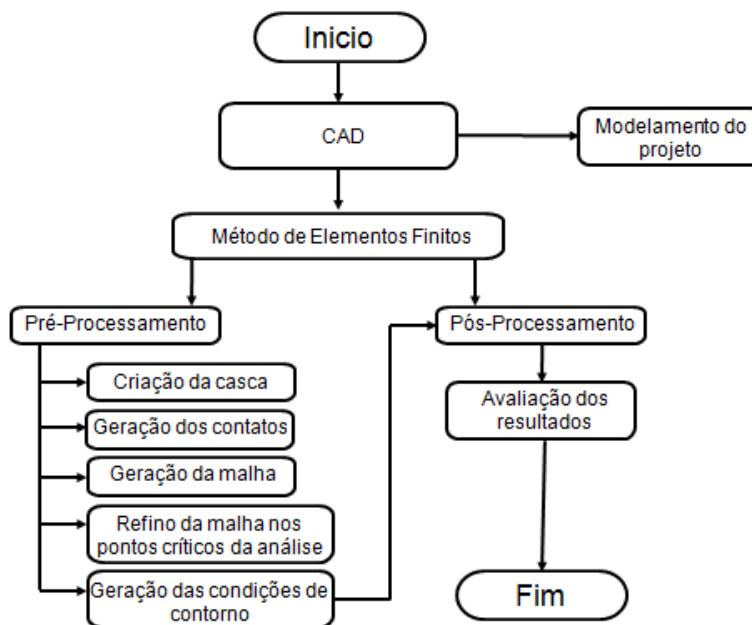 Inicio
CAD
Modelamento do
projeto
Método de Elementos Finitos
Pré-Processamento
Criação da casca
Geração dos contatos
Geração da malha
Refino da malha nos
pontos críticos da análise
Geração das condições de
contorno
Pós-Processamento
Avaliação dos
resultados
Fim